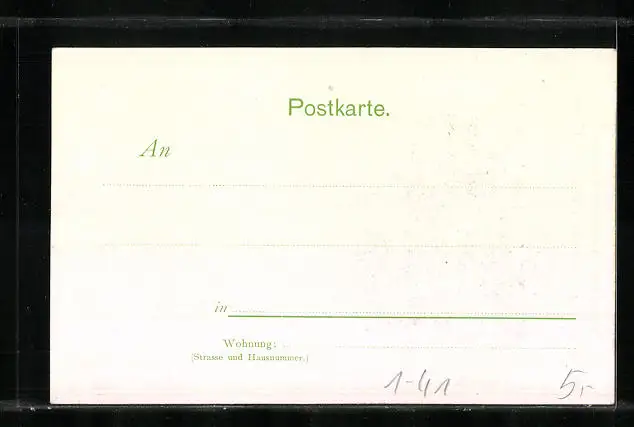 Postkarte.
An
in
Wohnung:
(Strasse und Hausnummer.)
1-41
5,-